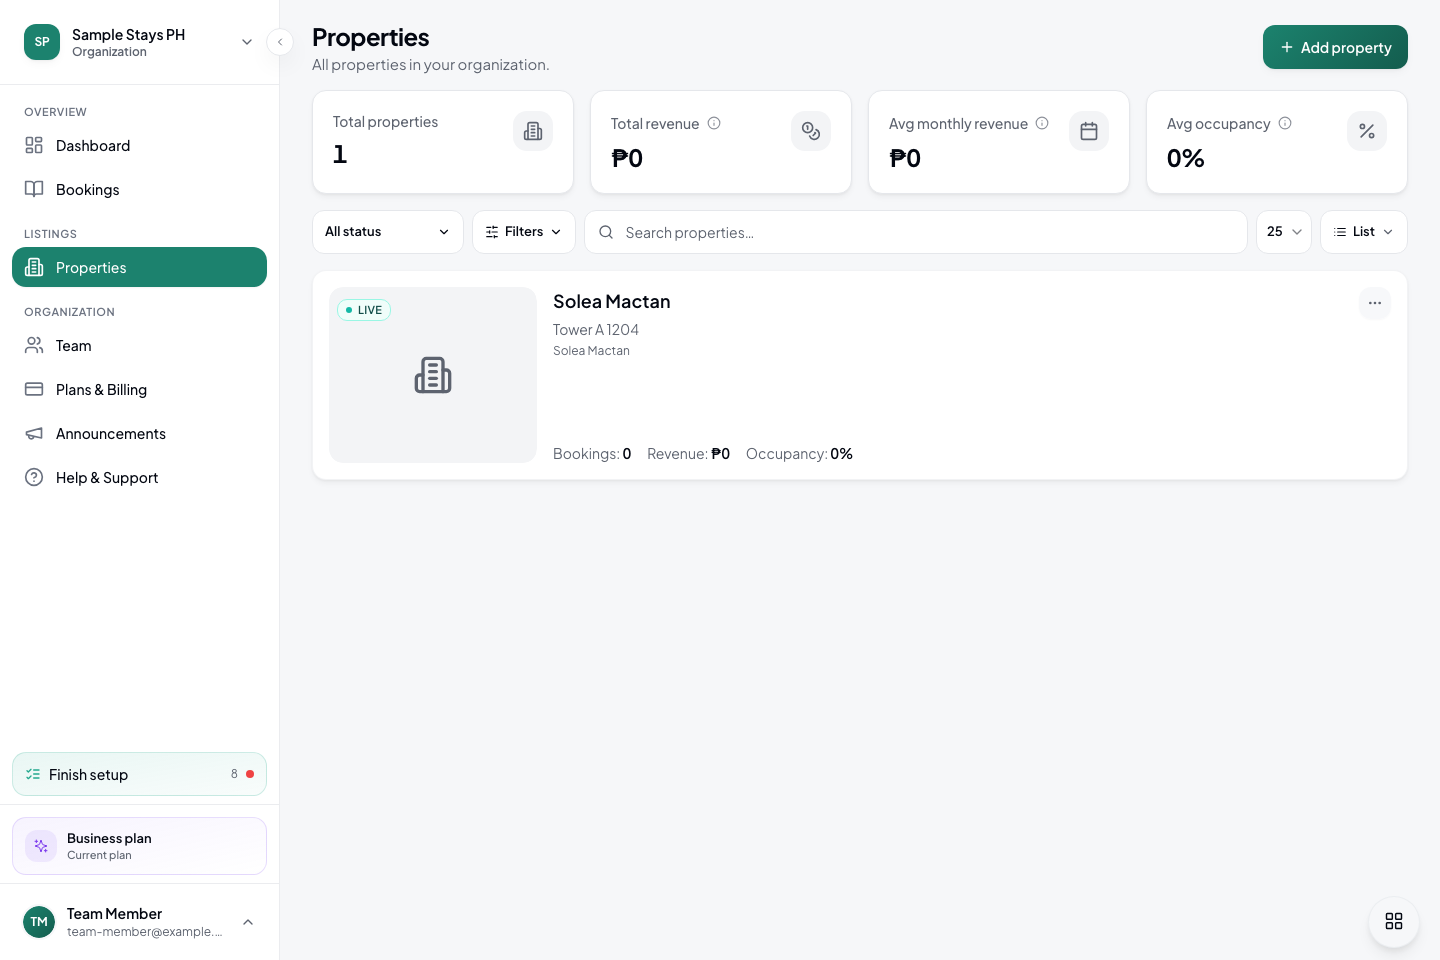 SP
Sample Stays PH
Organization
OVERVIEW
Dashboard
Bookings
LISTINGS
Properties
ORGANIZATION
Team
Plans & Billing
Announcements
Help & Support
Finish setup
8
Business plan
Current plan
TM
Team Member
team-member@example.…
Properties
All properties in your organization.
Add property
Total properties
1
Total revenue
₱0
Avg monthly revenue
₱0
Avg occupancy
0%
All status
Filters
Search properties...
25
List
LIVE
Solea Mactan
Tower A 1204
Solea Mactan
Bookings: 0 Revenue: ₱0 Occupancy: 0%